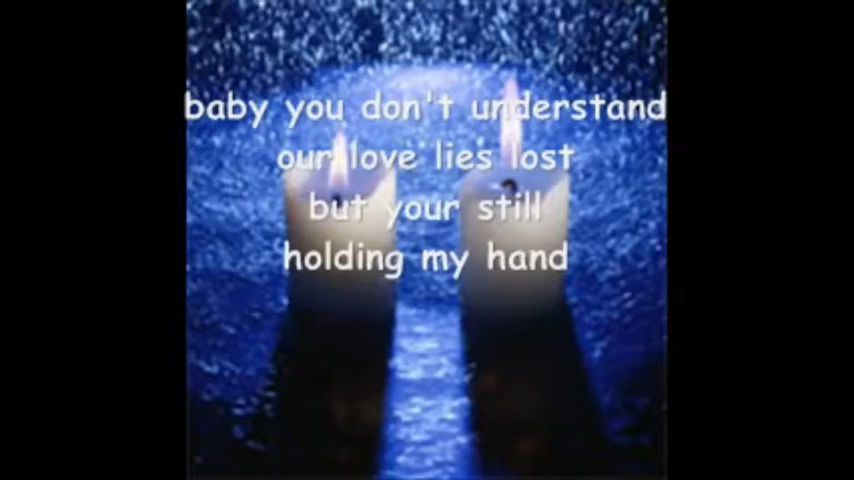 baby you don't understand
our love lies lost
but your still
holding my hand